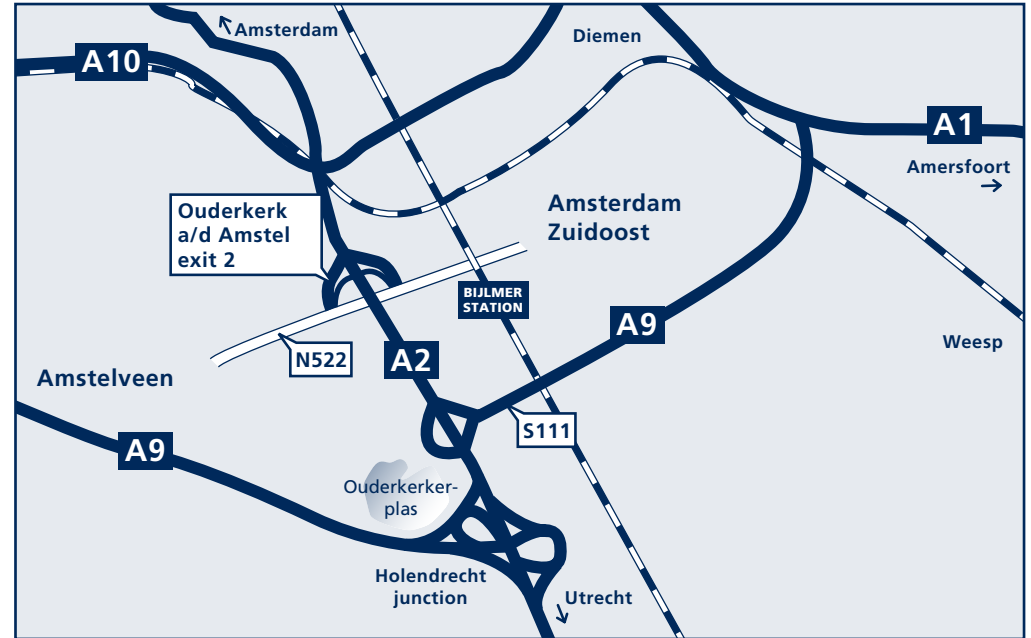 Amsterdam
Diemen
A10
A1
Amersfoort
Ouderkerk
a/d Amstel
exit 2
Amsterdam
Zuidoost
BIJLMER
STATION
A9
N522
A2
Weesp
Amstelveen
S111
A9
Ouderkerker-
plas
Holendrecht
junction
Utrecht